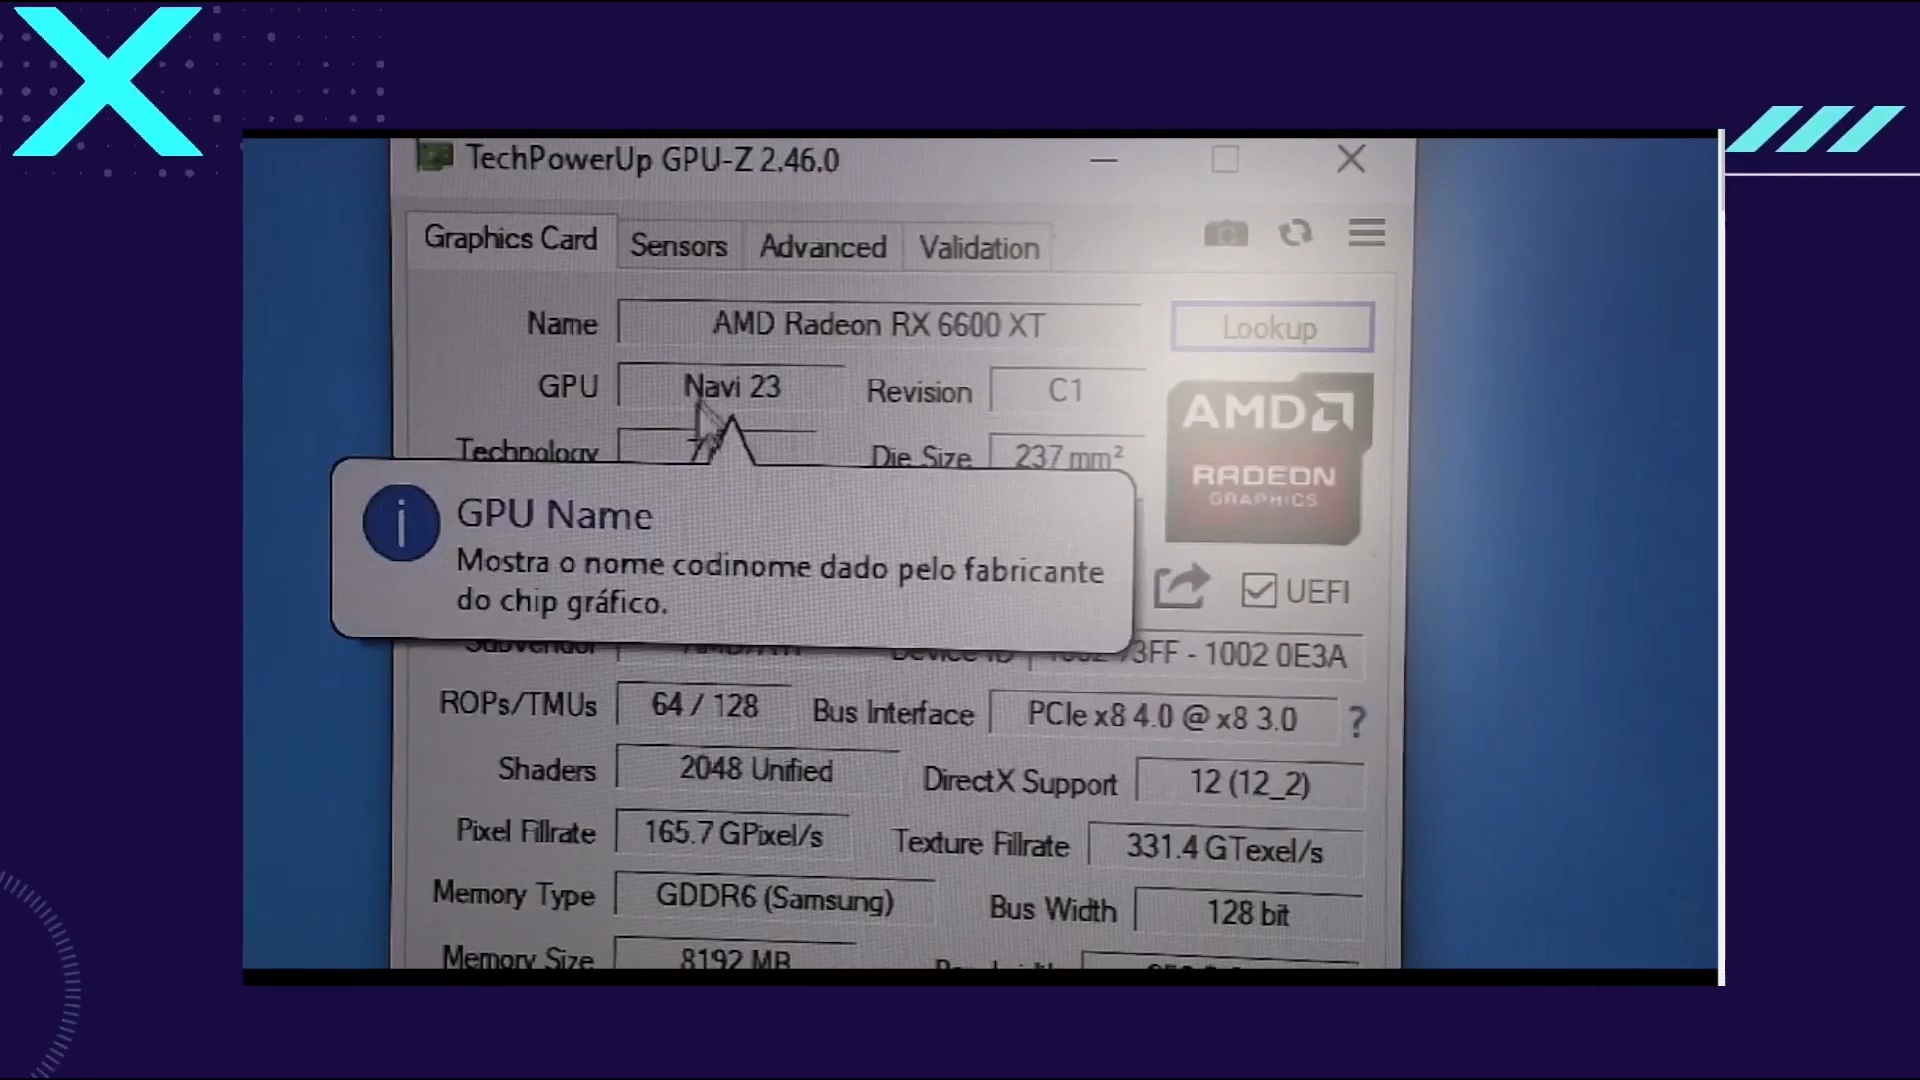 TechPowerUp GPU-Z 2.46.0
Graphics Card Sensors Advanced Validation
Name AMD Radeon RX 6600 XT Lookup
GPU Navi 23 Revision C1
AMD
RADEON
GRAPHICS
Technology Die Size 237 mm²
GPU Name
Mostra o nome codinome dado pelo fabricante
do chip gráfico.
UEFI
Subvendor Device ID 73FF - 1002 0E3A
ROPs/TMUs 64 / 128 Bus Interface PCIe x8 4.0 @ x8 3.0 ?
Shaders 2048 Unified DirectX Support 12 (12_2)
Pixel Fillrate 165.7 GPixel/s Texture Fillrate 331.4 GTexel/s
Memory Type GDDR6 (Samsung) Bus Width 128 bit
Memory Size 8192 MB